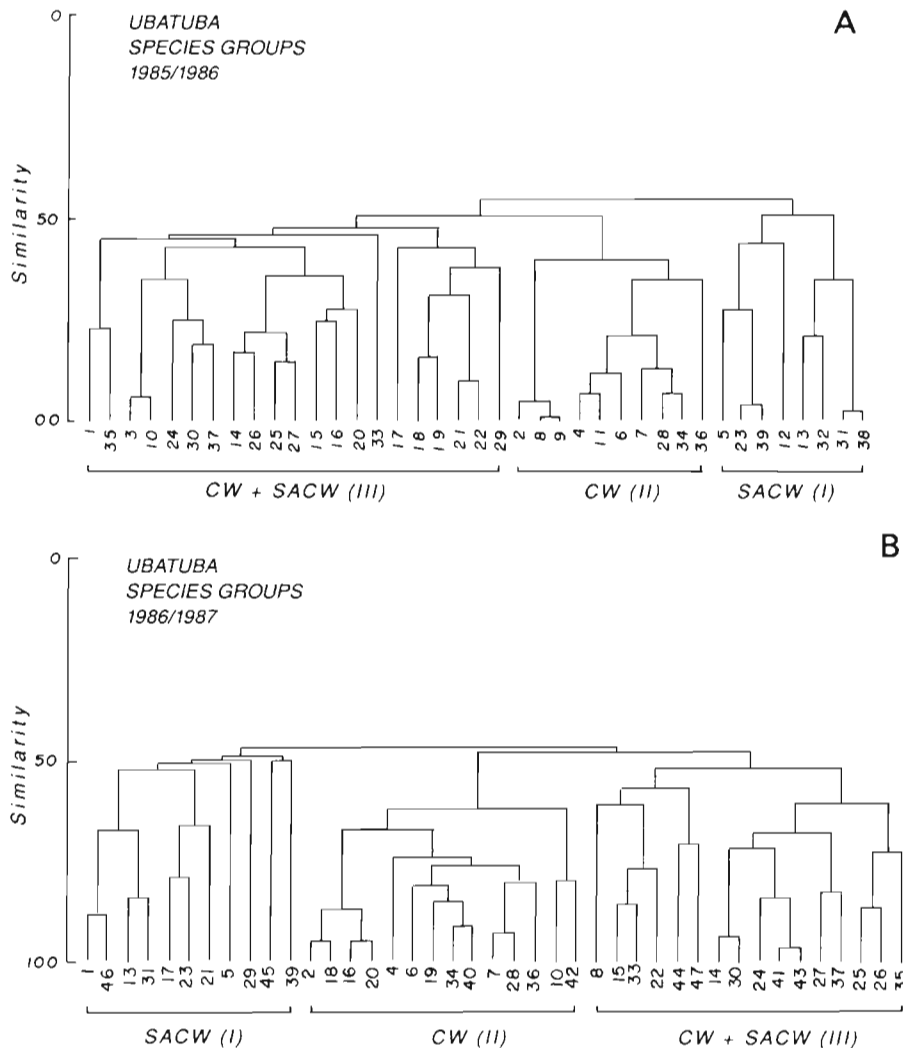 A
UBATUBA
SPECIES GROUPS
1985/1986
Similarity
0
50
00
1 35 3 10 24 30 37 14 26 25 27 15 16 20 33 17 18 19 21 22 29 2 8 9 4 11 6 7 28 34 36 5 23 39 12 13 32 31 38
CW + SACW (III) CW (II) SACW (I)
B
UBATUBA
SPECIES GROUPS
1986/1987
Similarity
0
50
100
1 46 13 31 17 23 21 5 29 45 39 2 18 16 20 4 6 19 34 40 7 28 36 10 42 8 15 33 22 44 47 14 30 24 41 43 27 37 25 26 35
SACW (I) CW (II) CW + SACW (III)